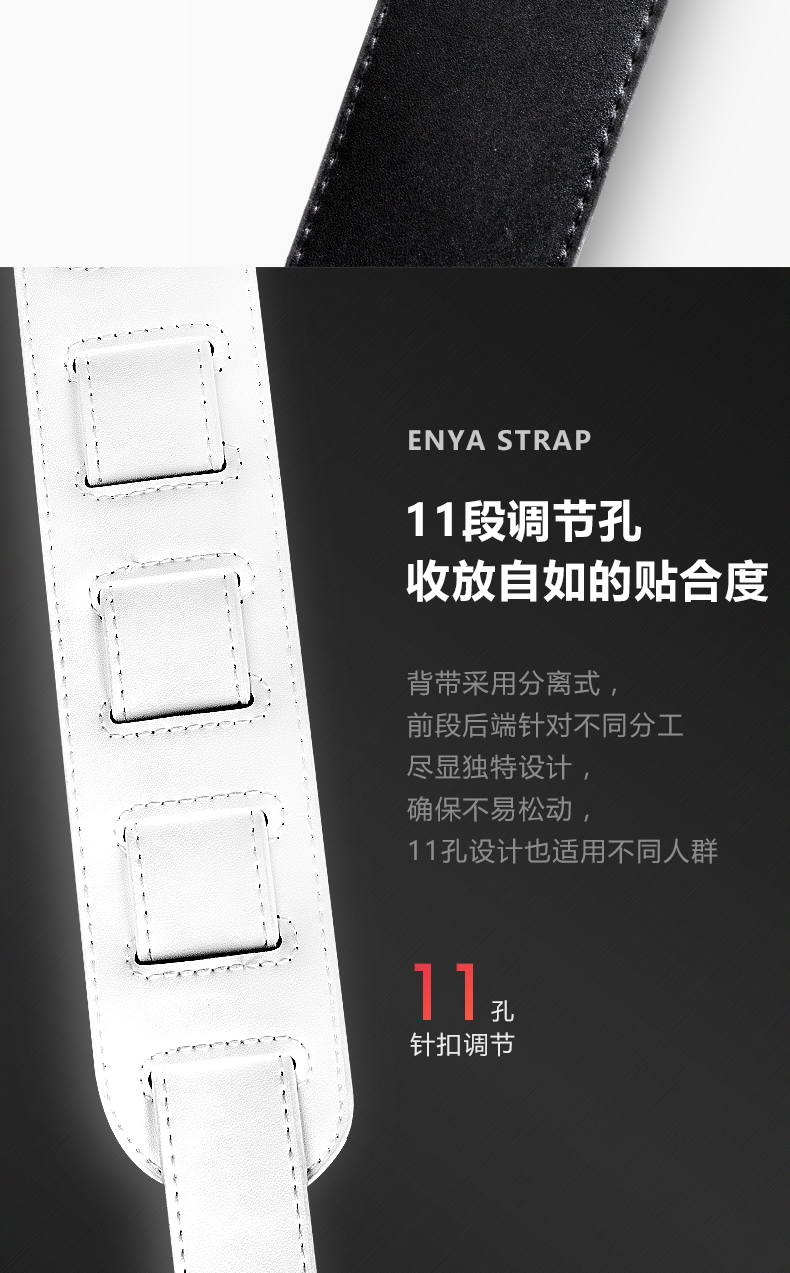 ENYA STRAP
11段调节孔
收放自如的贴合度
背带采用分离式，
前段后端针对不同分工
尽显独特设计，
确保不易松动，
11孔设计也适用不同人群
11孔
针扣调节